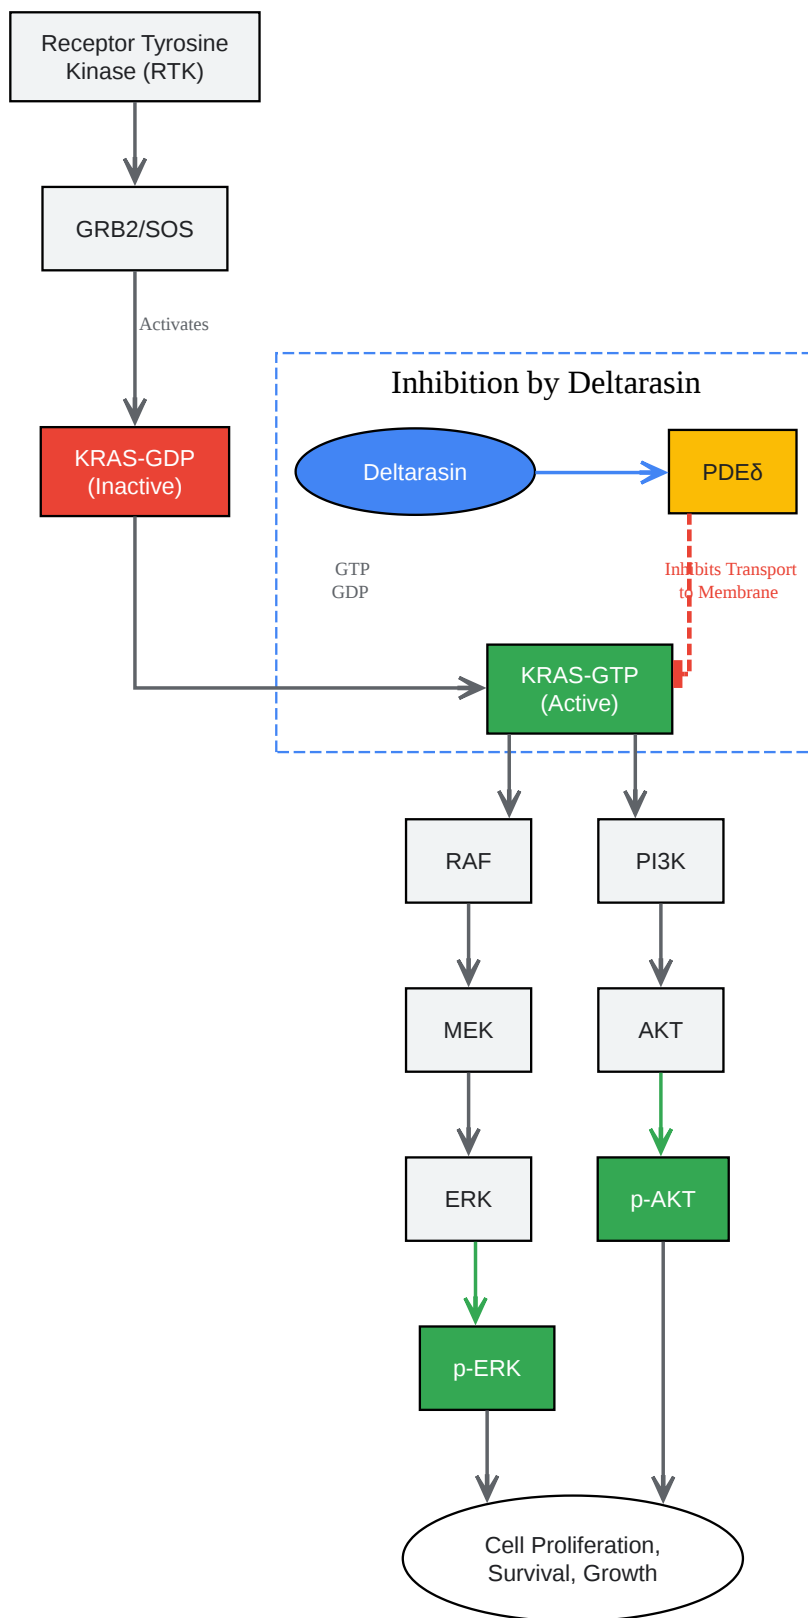 Receptor Tyrosine
Kinase (RTK)
GRB2/SOS
Activates
Inhibition by Deltarasin
KRAS-GDP
(Inactive)
Deltarasin
PDEδ
GTP
GDP
Inhibits Transport
to Membrane
KRAS-GTP
(Active)
RAF
PI3K
MEK
AKT
ERK
p-AKT
p-ERK
Cell Proliferation,
Survival, Growth